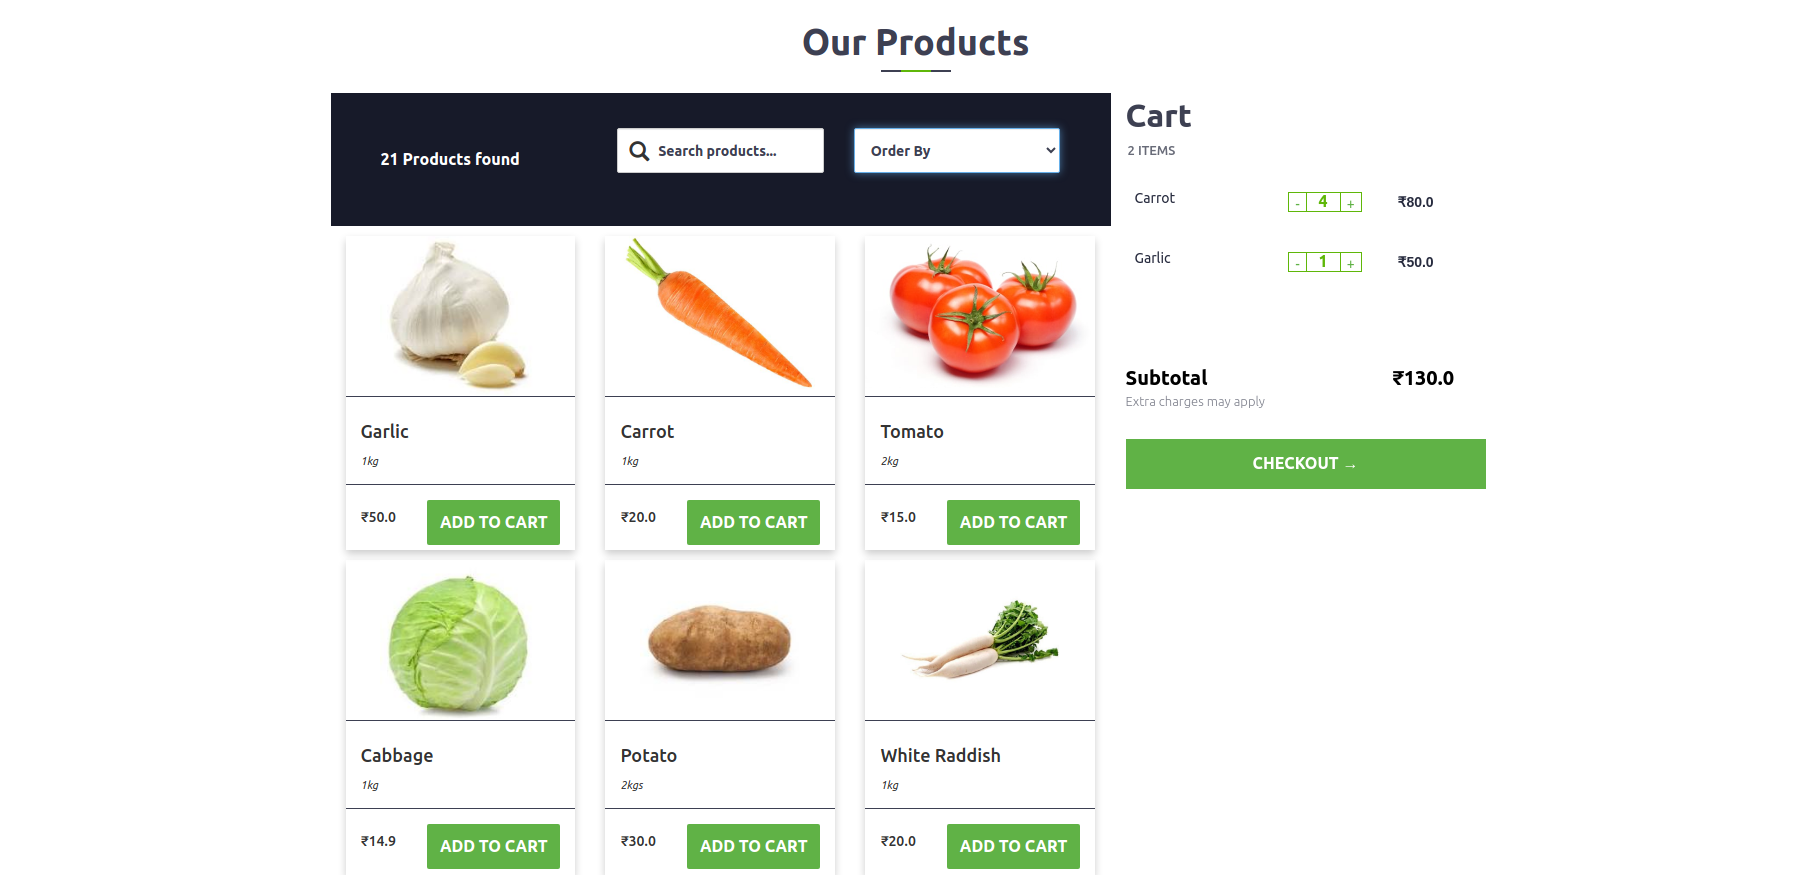 Our Products
21 Products found
Search products...
Order By
Garlic
1kg
₹50.0
ADD TO CART
Carrot
1kg
₹20.0
ADD TO CART
Tomato
2kg
₹15.0
ADD TO CART
Cabbage
1kg
₹14.9
ADD TO CART
Potato
2kgs
₹30.0
ADD TO CART
White Raddish
1kg
₹20.0
ADD TO CART
Cart
2 ITEMS
Carrot - 4 + ₹80.0
Garlic - 1 + ₹50.0
Subtotal ₹130.0
Extra charges may apply
CHECKOUT →